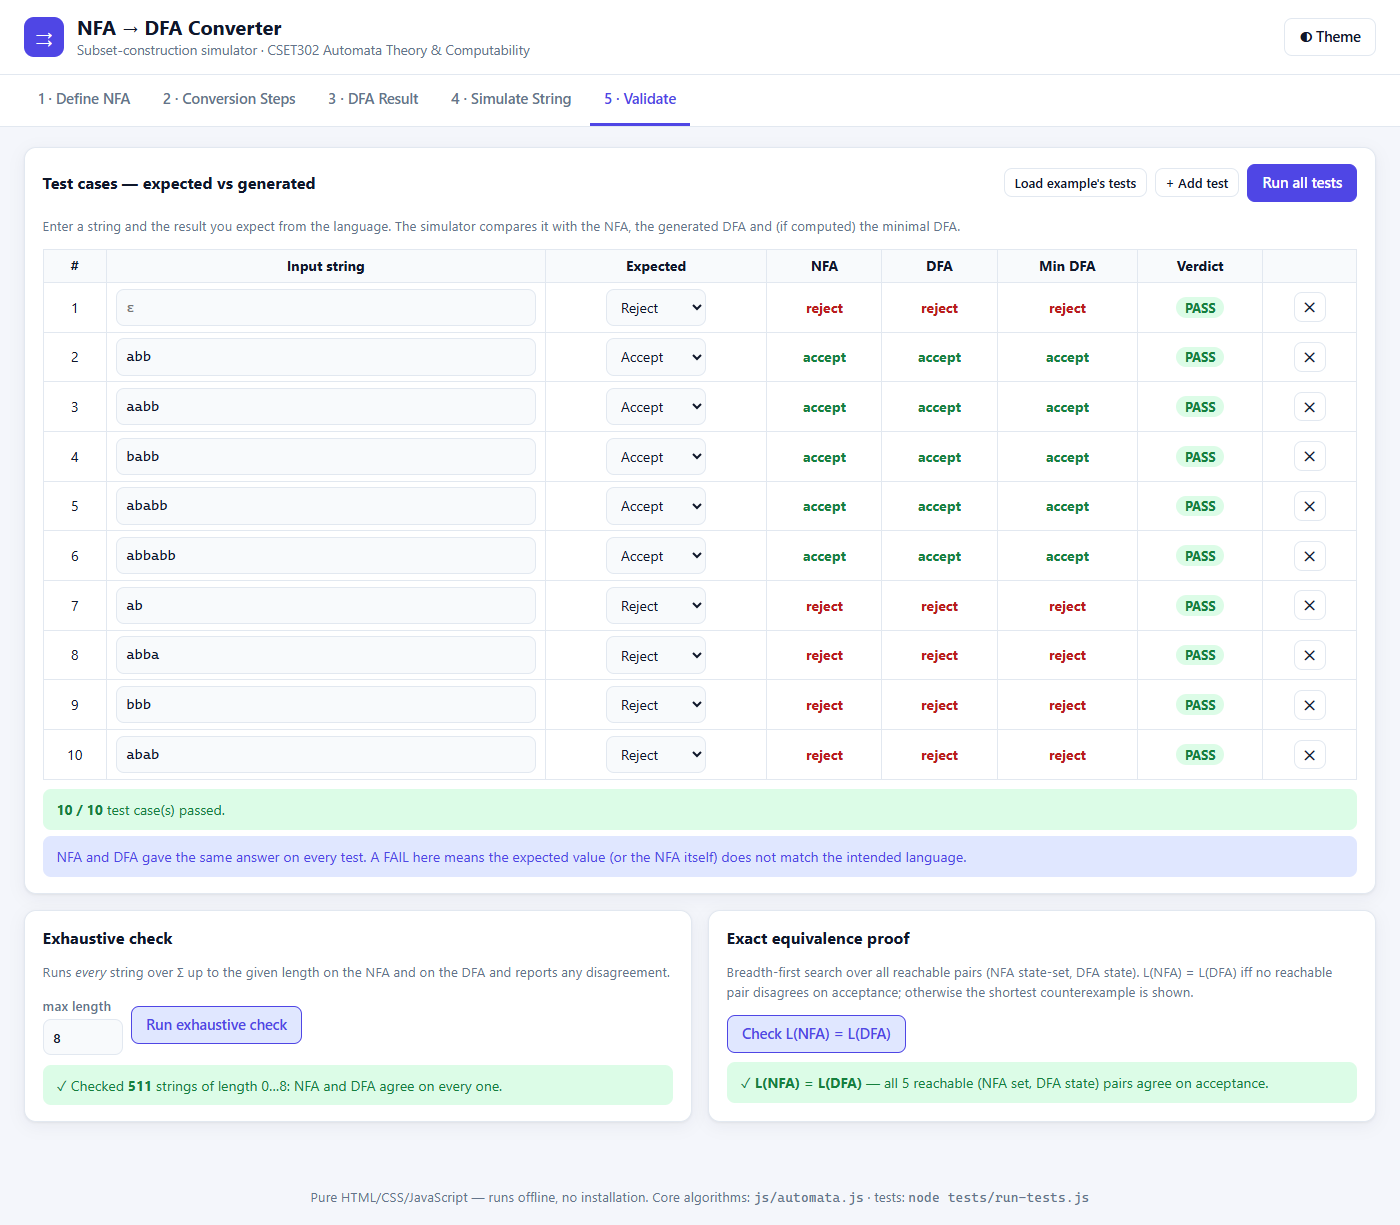 NFA → DFA Converter
Subset-construction simulator · CSET302 Automata Theory & Computability
◐ Theme
1 · Define NFA 2 · Conversion Steps 3 · DFA Result 4 · Simulate String 5 · Validate
Test cases — expected vs generated
Load example's tests + Add test Run all tests
Enter a string and the result you expect from the language. The simulator compares it with the NFA, the generated DFA and (if computed) the minimal DFA.
# Input string Expected NFA DFA Min DFA Verdict
1 ε Reject reject reject reject PASS ✕
2 abb Accept accept accept accept PASS ✕
3 aabb Accept accept accept accept PASS ✕
4 babb Accept accept accept accept PASS ✕
5 ababb Accept accept accept accept PASS ✕
6 abbabb Accept accept accept accept PASS ✕
7 ab Reject reject reject reject PASS ✕
8 abba Reject reject reject reject PASS ✕
9 bbb Reject reject reject reject PASS ✕
10 abab Reject reject reject reject PASS ✕
10 / 10 test case(s) passed.
NFA and DFA gave the same answer on every test. A FAIL here means the expected value (or the NFA itself) does not match the intended language.
Exhaustive check
Runs every string over Σ up to the given length on the NFA and on the DFA and reports any disagreement.
max length
8
Run exhaustive check
✓ Checked 511 strings of length 0…8: NFA and DFA agree on every one.
Exact equivalence proof
Breadth-first search over all reachable pairs (NFA state-set, DFA state). L(NFA) = L(DFA) iff no reachable
pair disagrees on acceptance; otherwise the shortest counterexample is shown.
Check L(NFA) = L(DFA)
✓ L(NFA) = L(DFA) — all 5 reachable (NFA set, DFA state) pairs agree on acceptance.
Pure HTML/CSS/JavaScript — runs offline, no installation. Core algorithms: js/automata.js · tests: node tests/run-tests.js